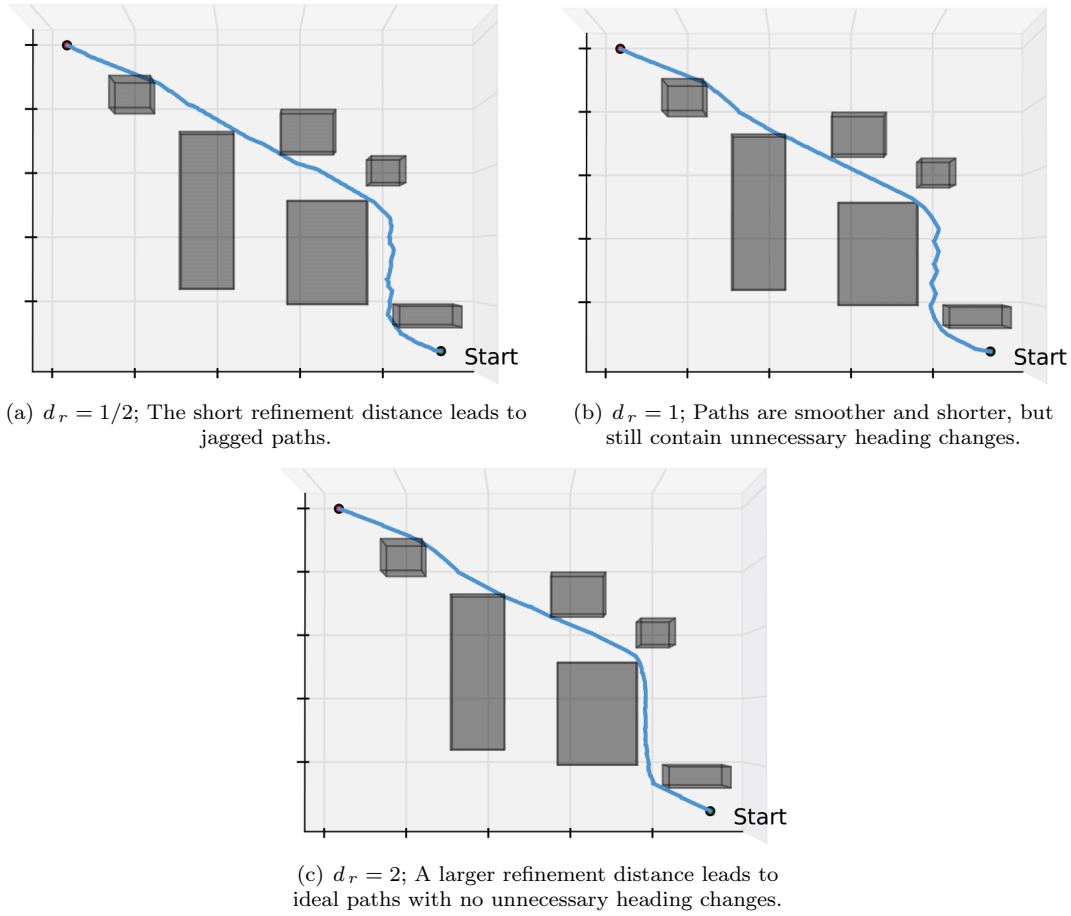 Start
Start
(a) d_r = 1/2; The short refinement distance leads to
jagged paths.
(b) d_r = 1; Paths are smoother and shorter, but
still contain unnecessary heading changes.
Start
(c) d_r = 2; A larger refinement distance leads to
ideal paths with no unnecessary heading changes.